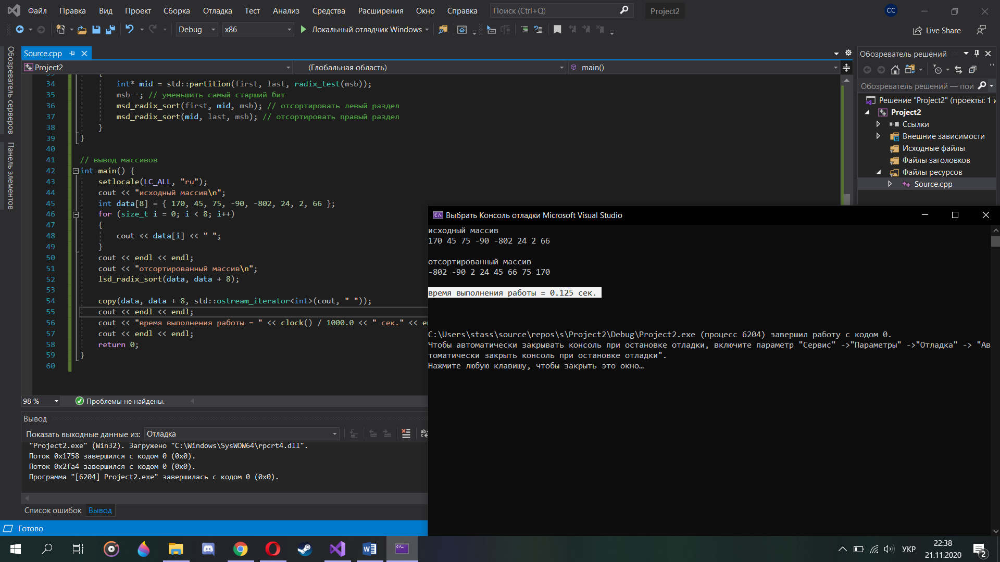 Файл Правка Вид Проект Сборка Отладка Тест Анализ Средства Расширения Окно Справка Поиск (Ctrl+Q) Project2 CC
Debug x86 Локальный отладчик Windows Live Share
Обозреватель серверов
Панель элементов
Source.cpp
Project2 (Глобальная область) main()
34 int* mid = std::partition(first, last, radix_test(msb));
35 msb--; // уменьшить самый старший бит
36 msd_radix_sort(first, mid, msb); // отсортировать левый раздел
37 msd_radix_sort(mid, last, msb); // отсортировать правый раздел
38 }
39 }
40
41 // вывод массивов
42 int main() {
43 setlocale(LC_ALL, "ru");
44 cout << "исходный массив\n";
45 int data[8] = { 170, 45, 75, -90, -802, 24, 2, 66 };
46 for (size_t i = 0; i < 8; i++)
47 {
48 cout << data[i] << " ";
49 }
50 cout << endl << endl;
51 cout << "отсортированный массив\n";
52 lsd_radix_sort(data, data + 8);
53
54 copy(data, data + 8, std::ostream_iterator<int>(cout, " "));
55 cout << endl << endl;
56 cout << "время выполнения работы = " << clock() / 1000.0 << " сек." <<
57 cout << endl << endl;
58 return 0;
59 }
60
98 % Проблемы не найдены.
Вывод
Показать выходные данные из: Отладка
"Project2.exe" (Win32). Загружено "C:\Windows\SysWOW64\rpcrt4.dll".
Поток 0x1758 завершился с кодом 0 (0x0).
Поток 0x2fa4 завершился с кодом 0 (0x0).
Программа "[6204] Project2.exe" завершилась с кодом 0 (0x0).
Список ошибок Вывод
Готово
Обозреватель решений
Обозреватель решений — пои
Решение "Project2" (проекты: 1 и
Project2
Ссылки
Внешние зависимости
Исходные файлы
Файлы заголовков
Файлы ресурсов
Source.cpp
Выбрать Консоль отладки Microsoft Visual Studio
исходный массив
170 45 75 -90 -802 24 2 66
отсортированный массив
-802 -90 2 24 45 66 75 170
время выполнения работы = 0.125 сек.
C:\Users\stass\source\repos\s\Project2\Debug\Project2.exe (процесс 6204) завершил работу с кодом 0.
Чтобы автоматически закрывать консоль при остановке отладки, включите параметр "Сервис" ->"Параметры" ->"Отладка" -> "Ав
томатически закрыть консоль при остановке отладки".
Нажмите любую клавишу, чтобы закрыть это окно…
УКР
22:38
21.11.2020
2